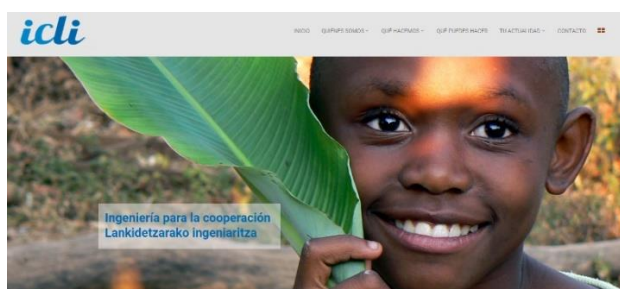 icli
INICIO QUIÉNES SOMOS QUÉ HACEMOS QUÉ PUEDES HACER TU ACTUALIDAD CONTACTO
Ingeniería para la cooperación
Lankidetzarako ingeniaritza